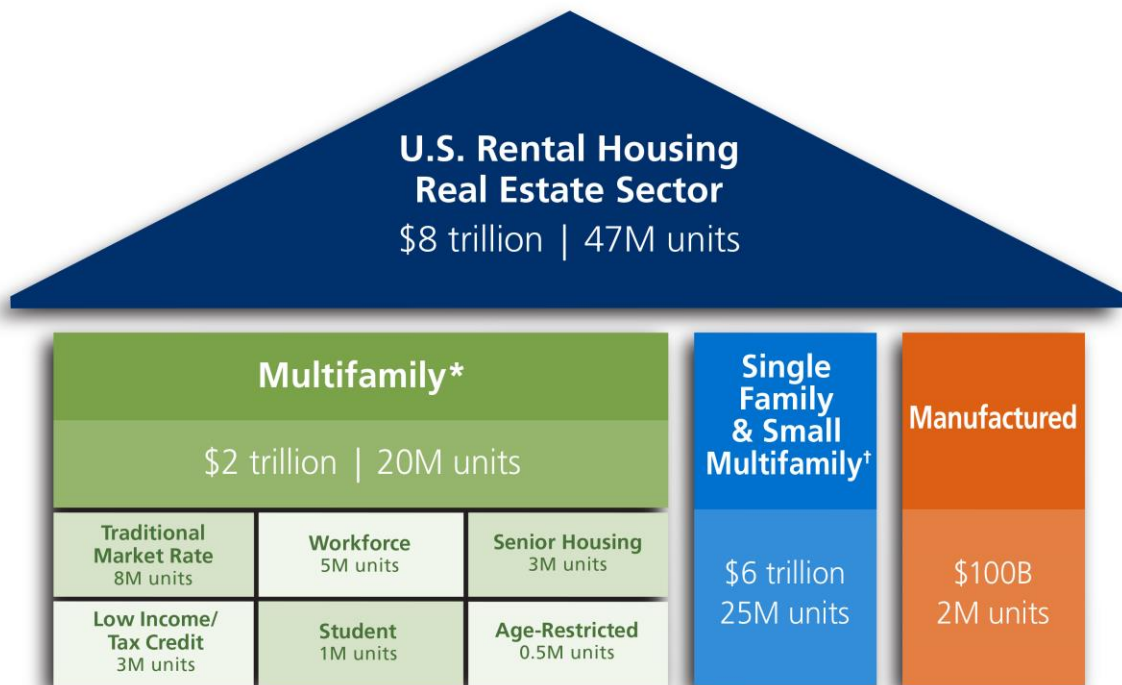 U.S. Rental Housing
Real Estate Sector
$8 trillion | 47M units
Multifamily*
$2 trillion | 20M units
Traditional
Market Rate
8M units
Workforce
5M units
Senior Housing
3M units
Low Income/
Tax Credit
3M units
Student
1M units
Age-Restricted
0.5M units
Single
Family
& Small
Multifamily†
$6 trillion
25M units
Manufactured
$100B
2M units